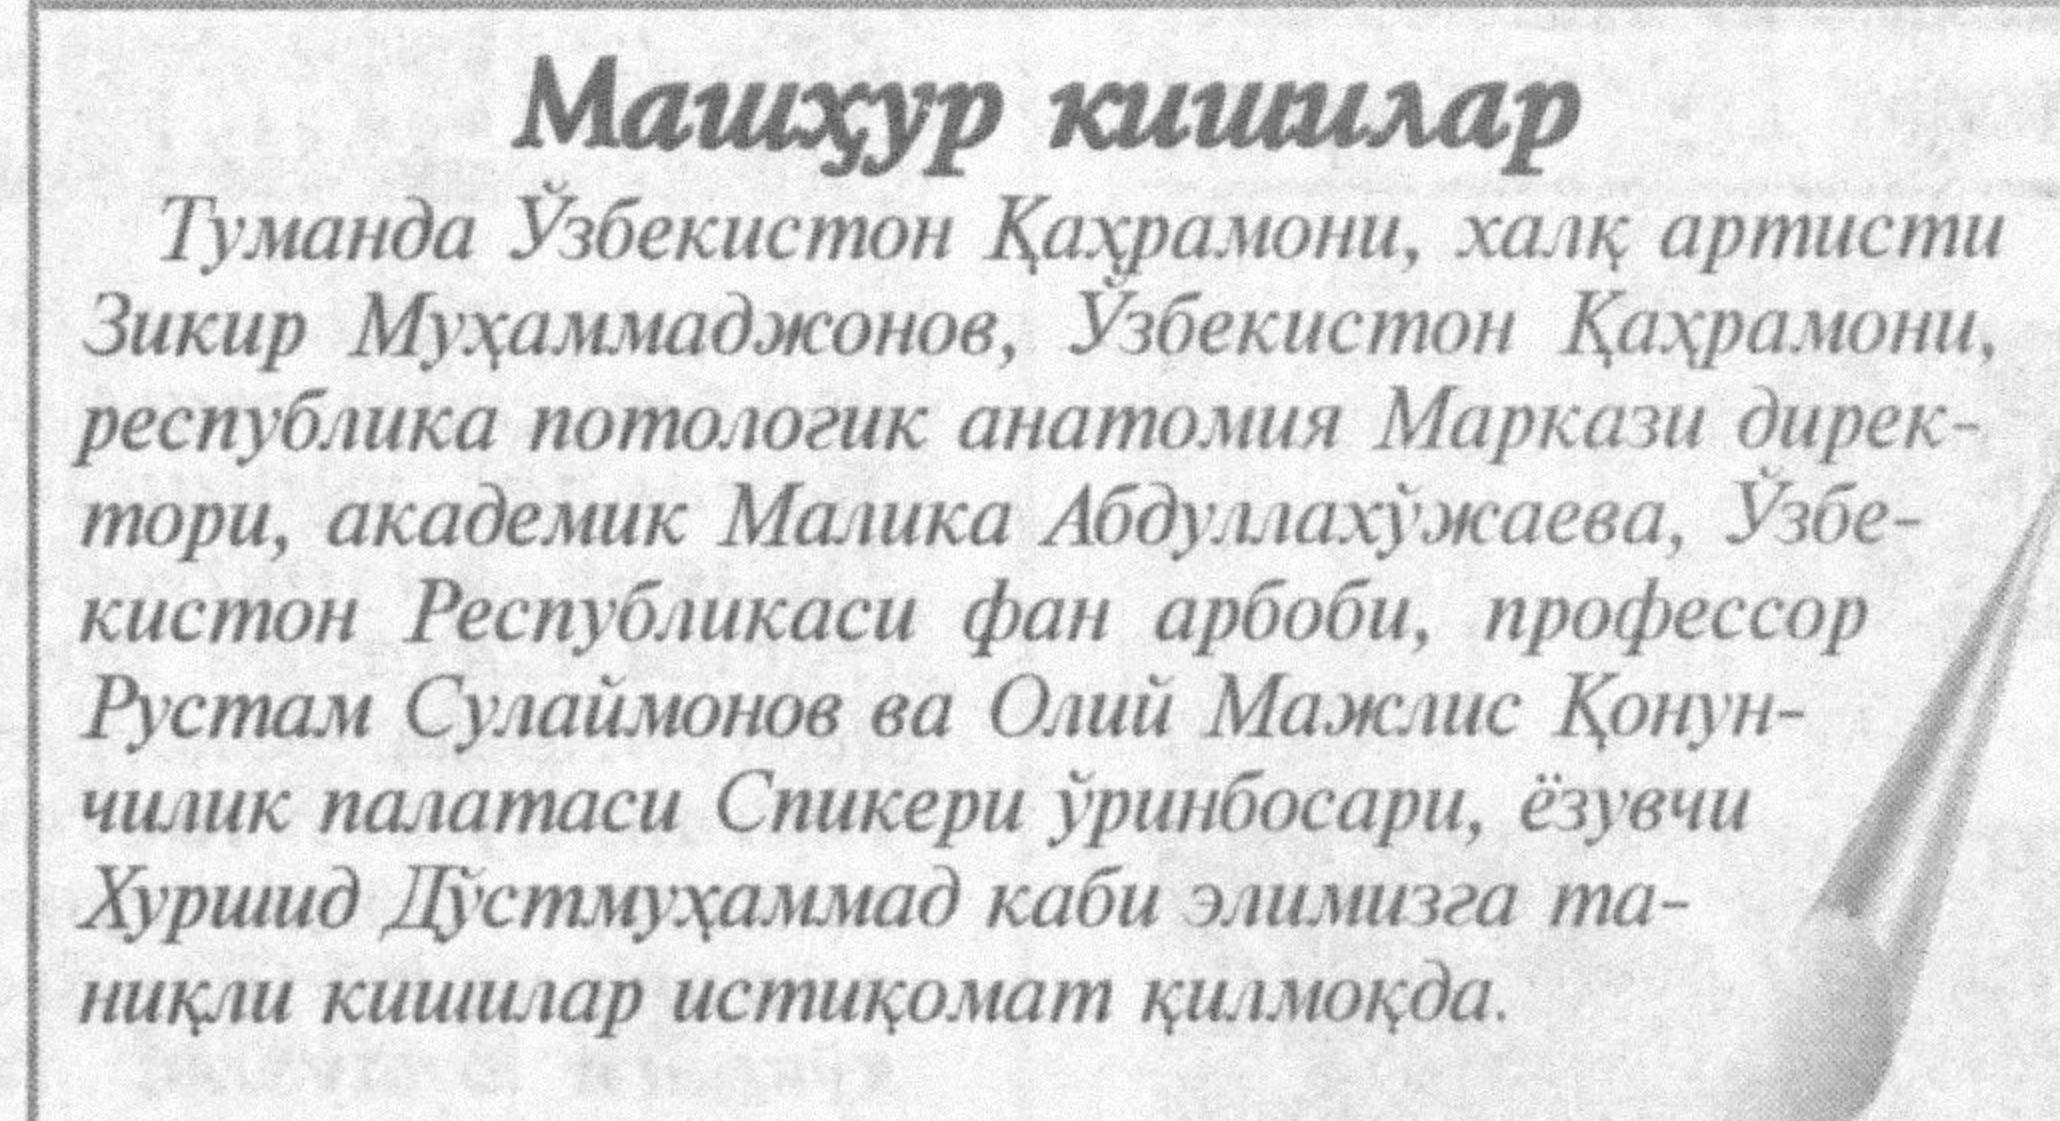 Машҳур кишилар
Туманда Ўзбекистон Қаҳрамони, халқ артисти
Зикир Муҳаммаджонов, Ўзбекистон Қаҳрамони,
республика потологик анатомия Маркази дирек-
тори, академик Малика Абдуллахўжаева, Ўзбе-
кистон Республикаси фан арбоби, профессор
Рустам Сулаймонов ва Олий Мажлис Қонун-
чилик палатаси Спикери ўринбосари, ёзувчи
Хуршид Дўстмуҳаммад каби элимизга та-
ниқли кишилар истиқомат қилмоқда.